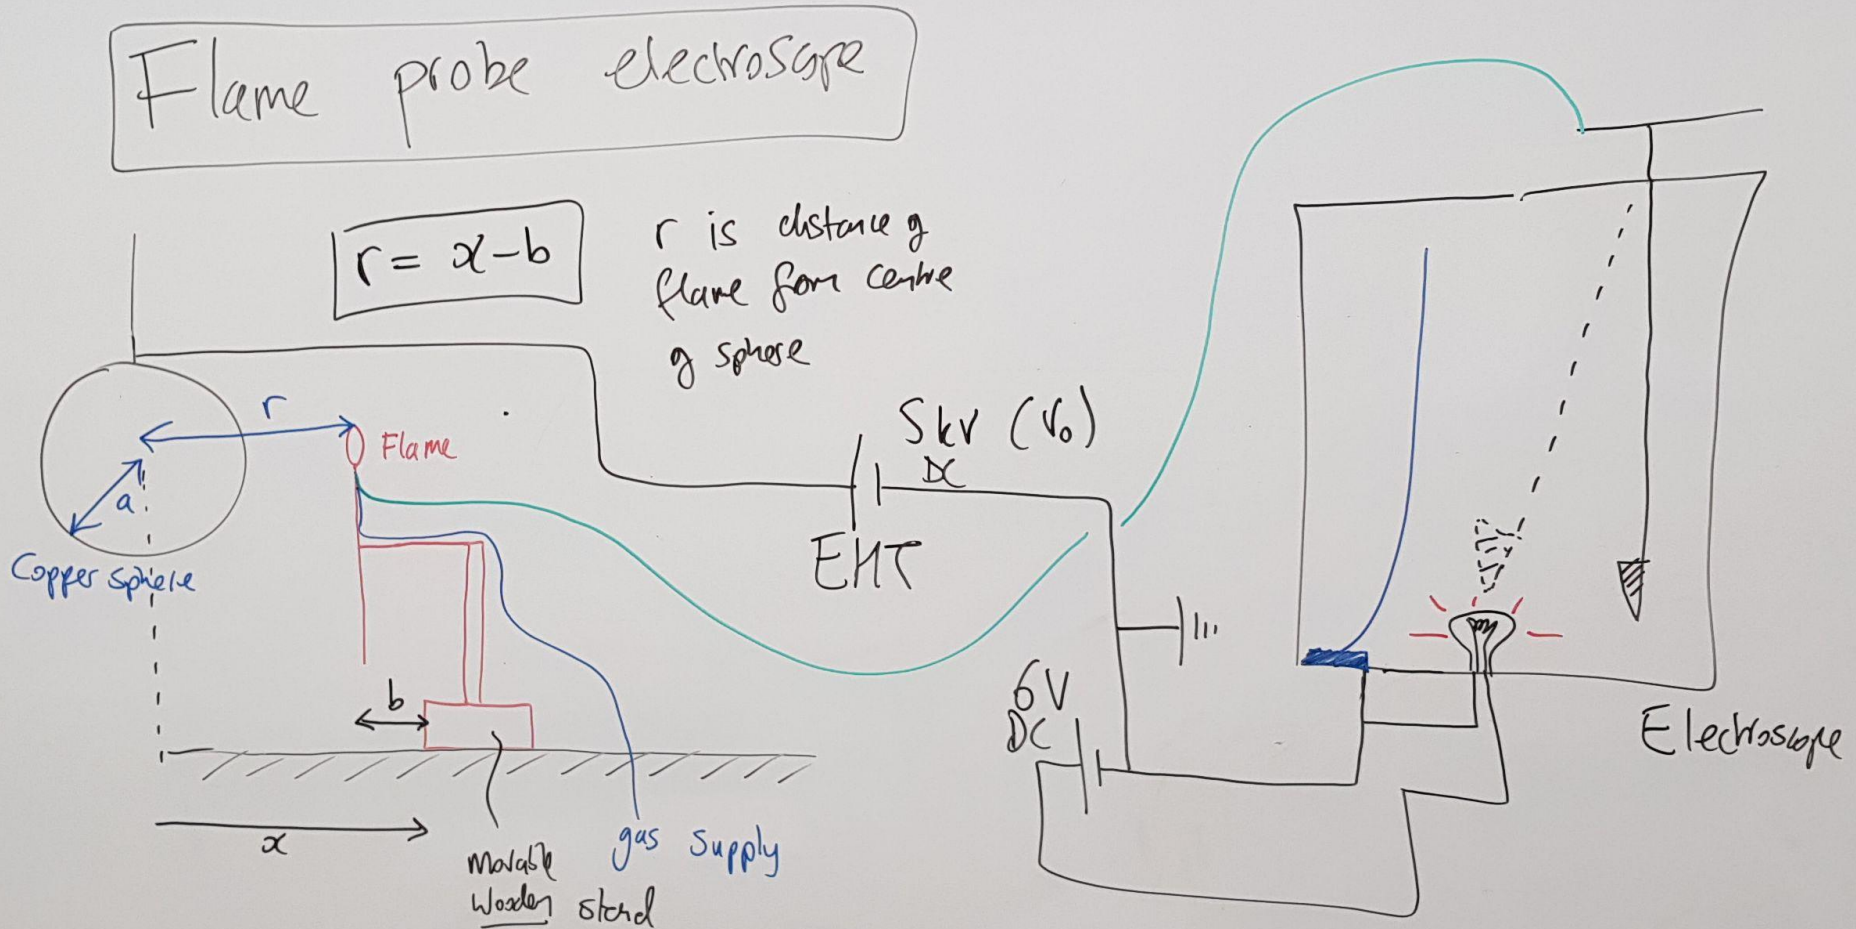 Flame probe electroscope
r = x - b
r is distance of
flame from centre
of sphere
r
Flame
a
Copper sphere
5kV (V₀)
DC
EHT
b
6V
DC
Electroscope
x
gas supply
Movable
Wooden stand